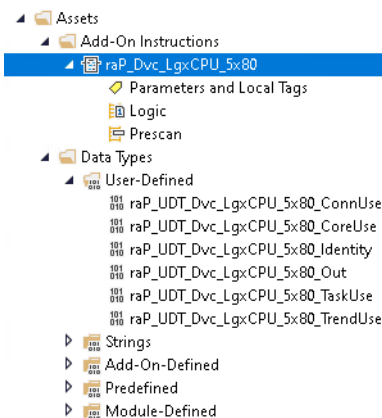 Assets
Add-On Instructions
raP_Dvc_LgxCPU_5x80
Parameters and Local Tags
Logic
Prescan
Data Types
User-Defined
raP_UDT_Dvc_LgxCPU_5x80_ConnUse
raP_UDT_Dvc_LgxCPU_5x80_CoreUse
raP_UDT_Dvc_LgxCPU_5x80_Identity
raP_UDT_Dvc_LgxCPU_5x80_Out
raP_UDT_Dvc_LgxCPU_5x80_TaskUse
raP_UDT_Dvc_LgxCPU_5x80_TrendUse
Strings
Add-On-Defined
Predefined
Module-Defined